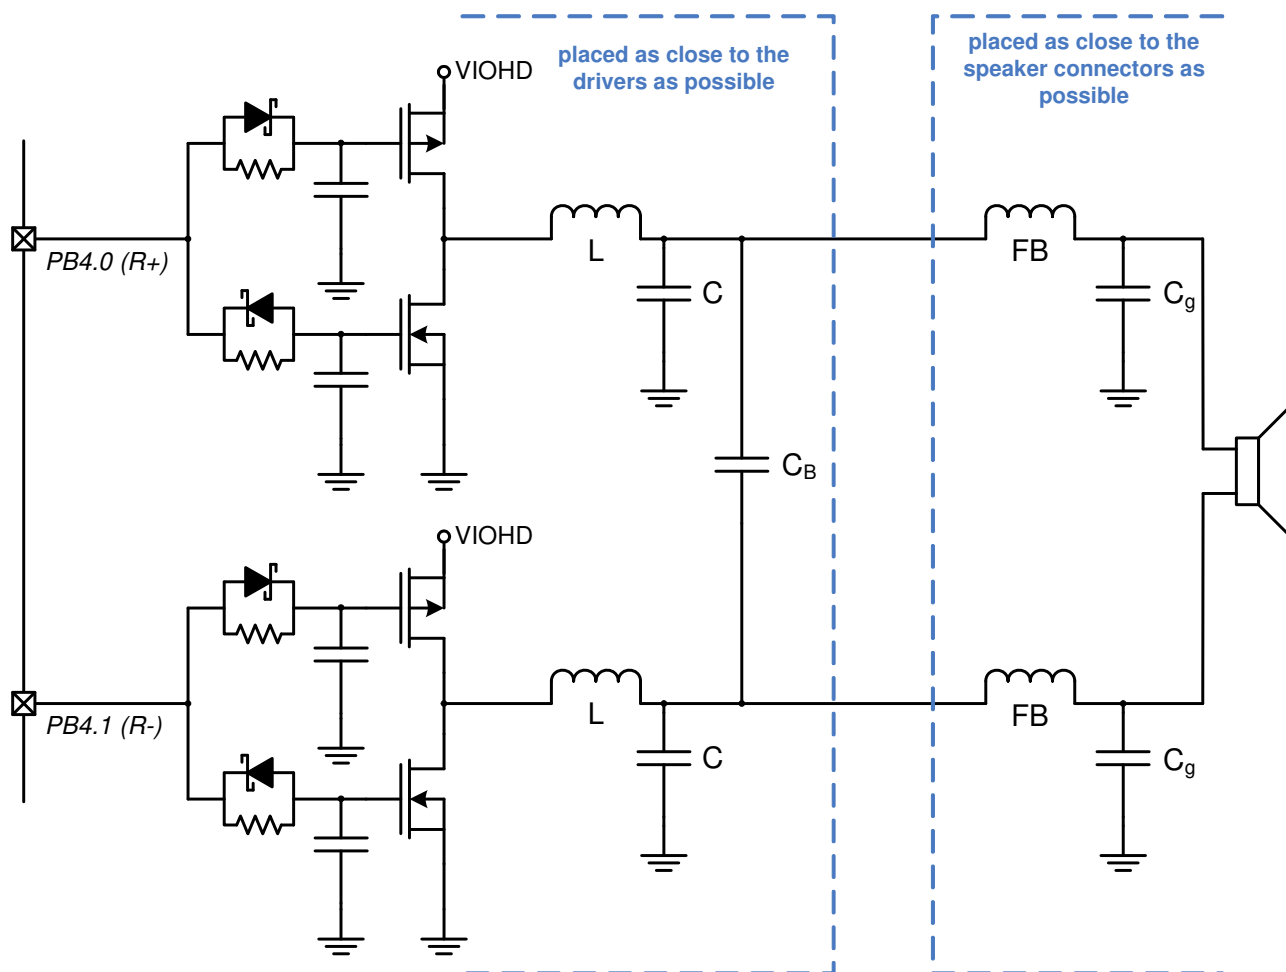 placed as close to the
drivers as possible
placed as close to the
speaker connectors as
possible
VIOHD
PB4.0 (R+)
L
C
FB
Cg
CB
VIOHD
PB4.1 (R-)
L
C
FB
Cg